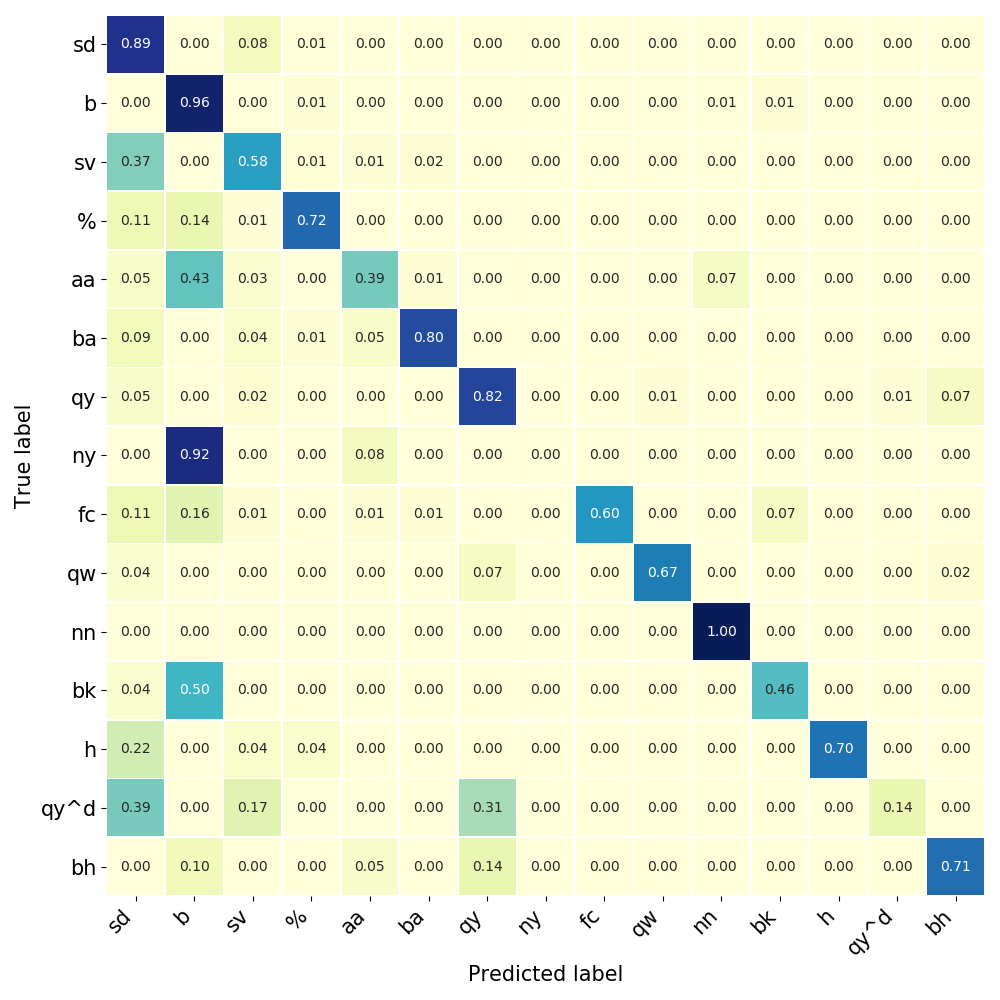 sd 0.89 0.00 0.08 0.01 0.00 0.00 0.00 0.00 0.00 0.00 0.00 0.00 0.00 0.00 0.00
b 0.00 0.96 0.00 0.01 0.00 0.00 0.00 0.00 0.00 0.00 0.01 0.01 0.00 0.00 0.00
sv 0.37 0.00 0.58 0.01 0.01 0.02 0.00 0.00 0.00 0.00 0.00 0.00 0.00 0.00 0.00
% 0.11 0.14 0.01 0.72 0.00 0.00 0.00 0.00 0.00 0.00 0.00 0.00 0.00 0.00 0.00
aa 0.05 0.43 0.03 0.00 0.39 0.01 0.00 0.00 0.00 0.00 0.07 0.00 0.00 0.00 0.00
ba 0.09 0.00 0.04 0.01 0.05 0.80 0.00 0.00 0.00 0.00 0.00 0.00 0.00 0.00 0.00
qy 0.05 0.00 0.02 0.00 0.00 0.00 0.82 0.00 0.00 0.01 0.00 0.00 0.00 0.01 0.07
ny 0.00 0.92 0.00 0.00 0.08 0.00 0.00 0.00 0.00 0.00 0.00 0.00 0.00 0.00 0.00
fc 0.11 0.16 0.01 0.00 0.01 0.01 0.00 0.00 0.60 0.00 0.00 0.07 0.00 0.00 0.00
qw 0.04 0.00 0.00 0.00 0.00 0.00 0.07 0.00 0.00 0.67 0.00 0.00 0.00 0.00 0.02
nn 0.00 0.00 0.00 0.00 0.00 0.00 0.00 0.00 0.00 0.00 1.00 0.00 0.00 0.00 0.00
bk 0.04 0.50 0.00 0.00 0.00 0.00 0.00 0.00 0.00 0.00 0.00 0.46 0.00 0.00 0.00
h 0.22 0.00 0.04 0.04 0.00 0.00 0.00 0.00 0.00 0.00 0.00 0.00 0.70 0.00 0.00
qy^d 0.39 0.00 0.17 0.00 0.00 0.00 0.31 0.00 0.00 0.00 0.00 0.00 0.00 0.14 0.00
bh 0.00 0.10 0.00 0.00 0.05 0.00 0.14 0.00 0.00 0.00 0.00 0.00 0.00 0.00 0.71
sd b sv % aa ba qy ny fc qw nn bk h qy^d bh
Predicted label
True label